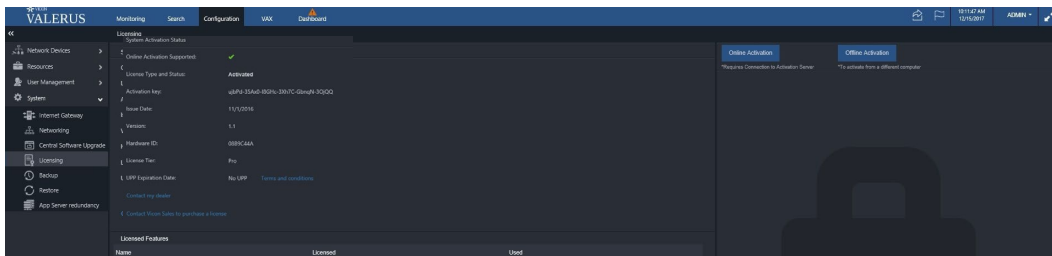 VICON
VALERUS
Monitoring Search Configuration VAX Dashboard
10:11:47 AM
12/15/2017
ADMIN
Licensing
Network Devices
Resources
User Management
System
Internet Gateway
Networking
Central Software Upgrade
Licensing
Backup
Restore
App Server redundancy
System Activation Status
Online Activation Supported:
License Type and Status: Activated
Activation key:
Issue Date: 11/1/2016
Version: 1.1
Hardware ID: 0889C44A
License Tier: Pro
UPP Expiration Date: No UPP Terms and conditions
Contact my dealer
Contact Vicon Sales to purchase a license
Licensed Features
Name Licensed Used
Online Activation
*Requires Connection to Activation Server
Offline Activation
*To activate from a different computer